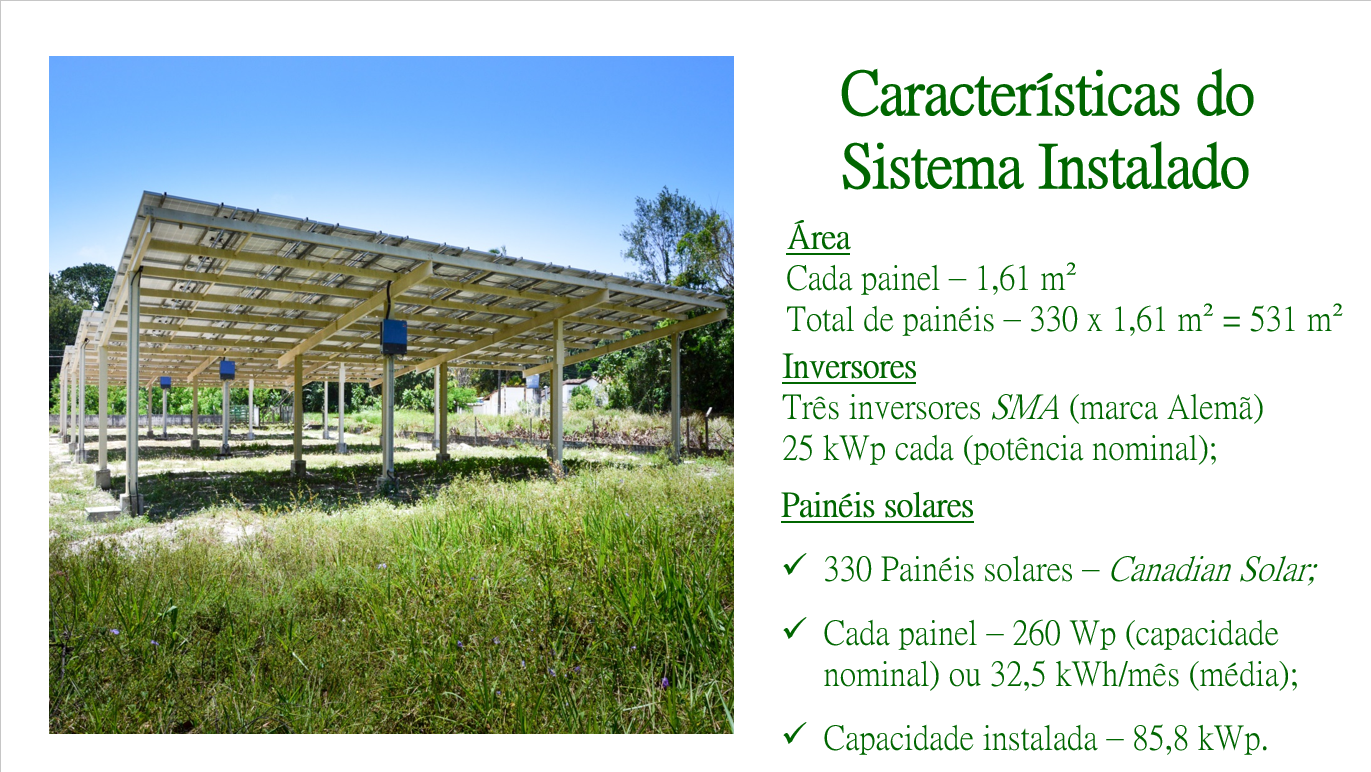 Características do
Sistema Instalado
Área
Cada painel – 1,61 m²
Total de painéis – 330 x 1,61 m² = 531 m²
Inversores
Três inversores SMA (marca Alemã)
25 kWp cada (potência nominal);
Painéis solares
✓ 330 Painéis solares – Canadian Solar;
✓ Cada painel – 260 Wp (capacidade
nominal) ou 32,5 kWh/mês (média);
✓ Capacidade instalada – 85,8 kWp.